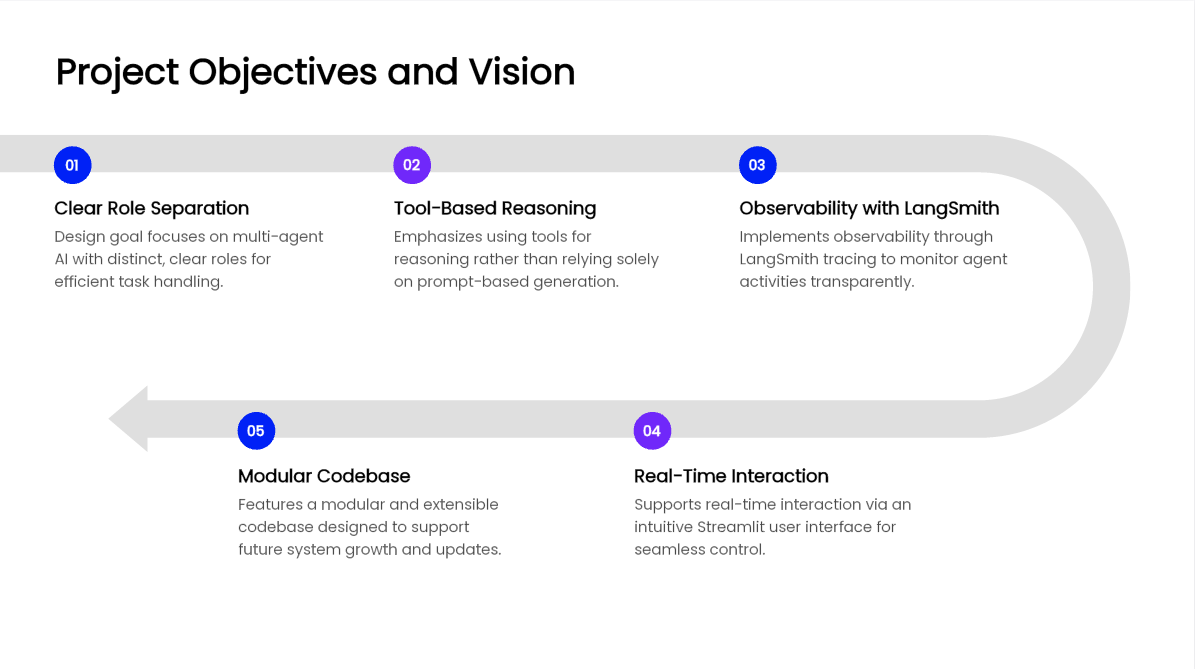 Project Objectives and Vision
01
Clear Role Separation
Design goal focuses on multi-agent
AI with distinct, clear roles for
efficient task handling.
02
Tool-Based Reasoning
Emphasizes using tools for
reasoning rather than relying solely
on prompt-based generation.
03
Observability with LangSmith
Implements observability through
LangSmith tracing to monitor agent
activities transparently.
04
Real-Time Interaction
Supports real-time interaction via an
intuitive Streamlit user interface for
seamless control.
05
Modular Codebase
Features a modular and extensible
codebase designed to support
future system growth and updates.